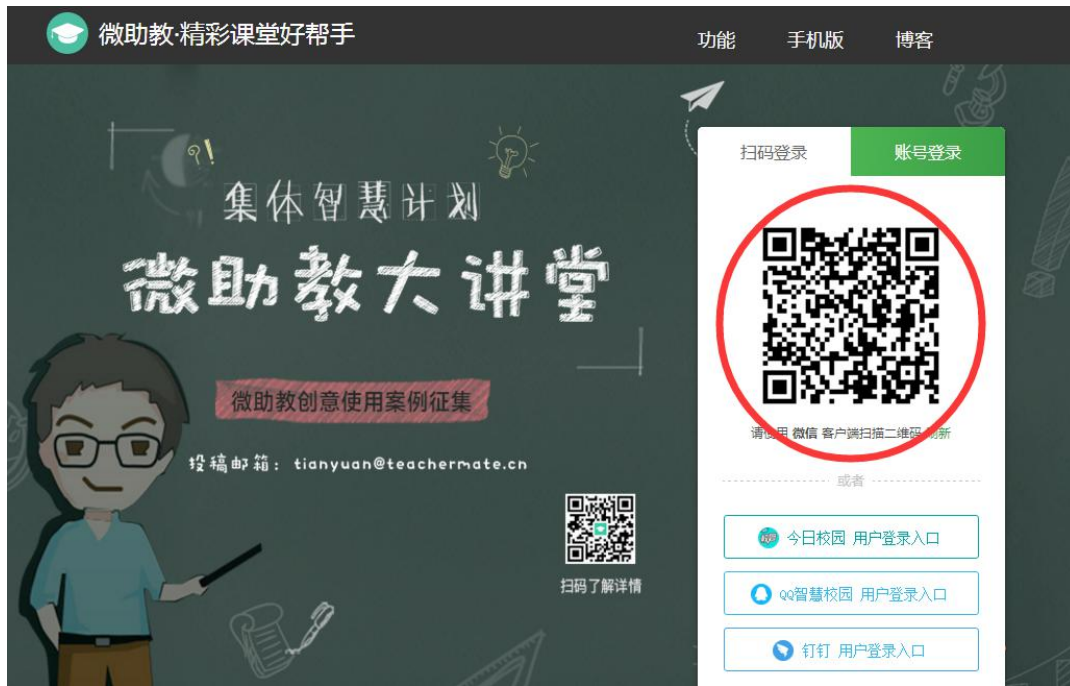 微助教·精彩课堂好帮手
功能 手机版 博客
扫码登录 账号登录
?!
集体智慧计划
微助教大讲堂
微助教创意使用案例征集
投稿邮箱：tianyuan@teachermate.cn
扫码了解详情
请使用 微信 客户端扫描二维码 刷新
或者
今日校园 用户登录入口
QQ智慧校园 用户登录入口
钉钉 用户登录入口